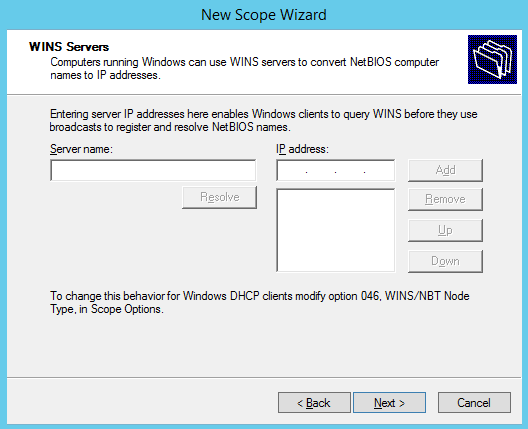 New Scope Wizard
WINS Servers
Computers running Windows can use WINS servers to convert NetBIOS computer
names to IP addresses.
Entering server IP addresses here enables Windows clients to query WINS before they use
broadcasts to register and resolve NetBIOS names.
Server name: IP address:
. . . Add
Resolve Remove
Up
Down
To change this behavior for Windows DHCP clients modify option 046, WINS/NBT Node
Type, in Scope Options.
< Back Next > Cancel